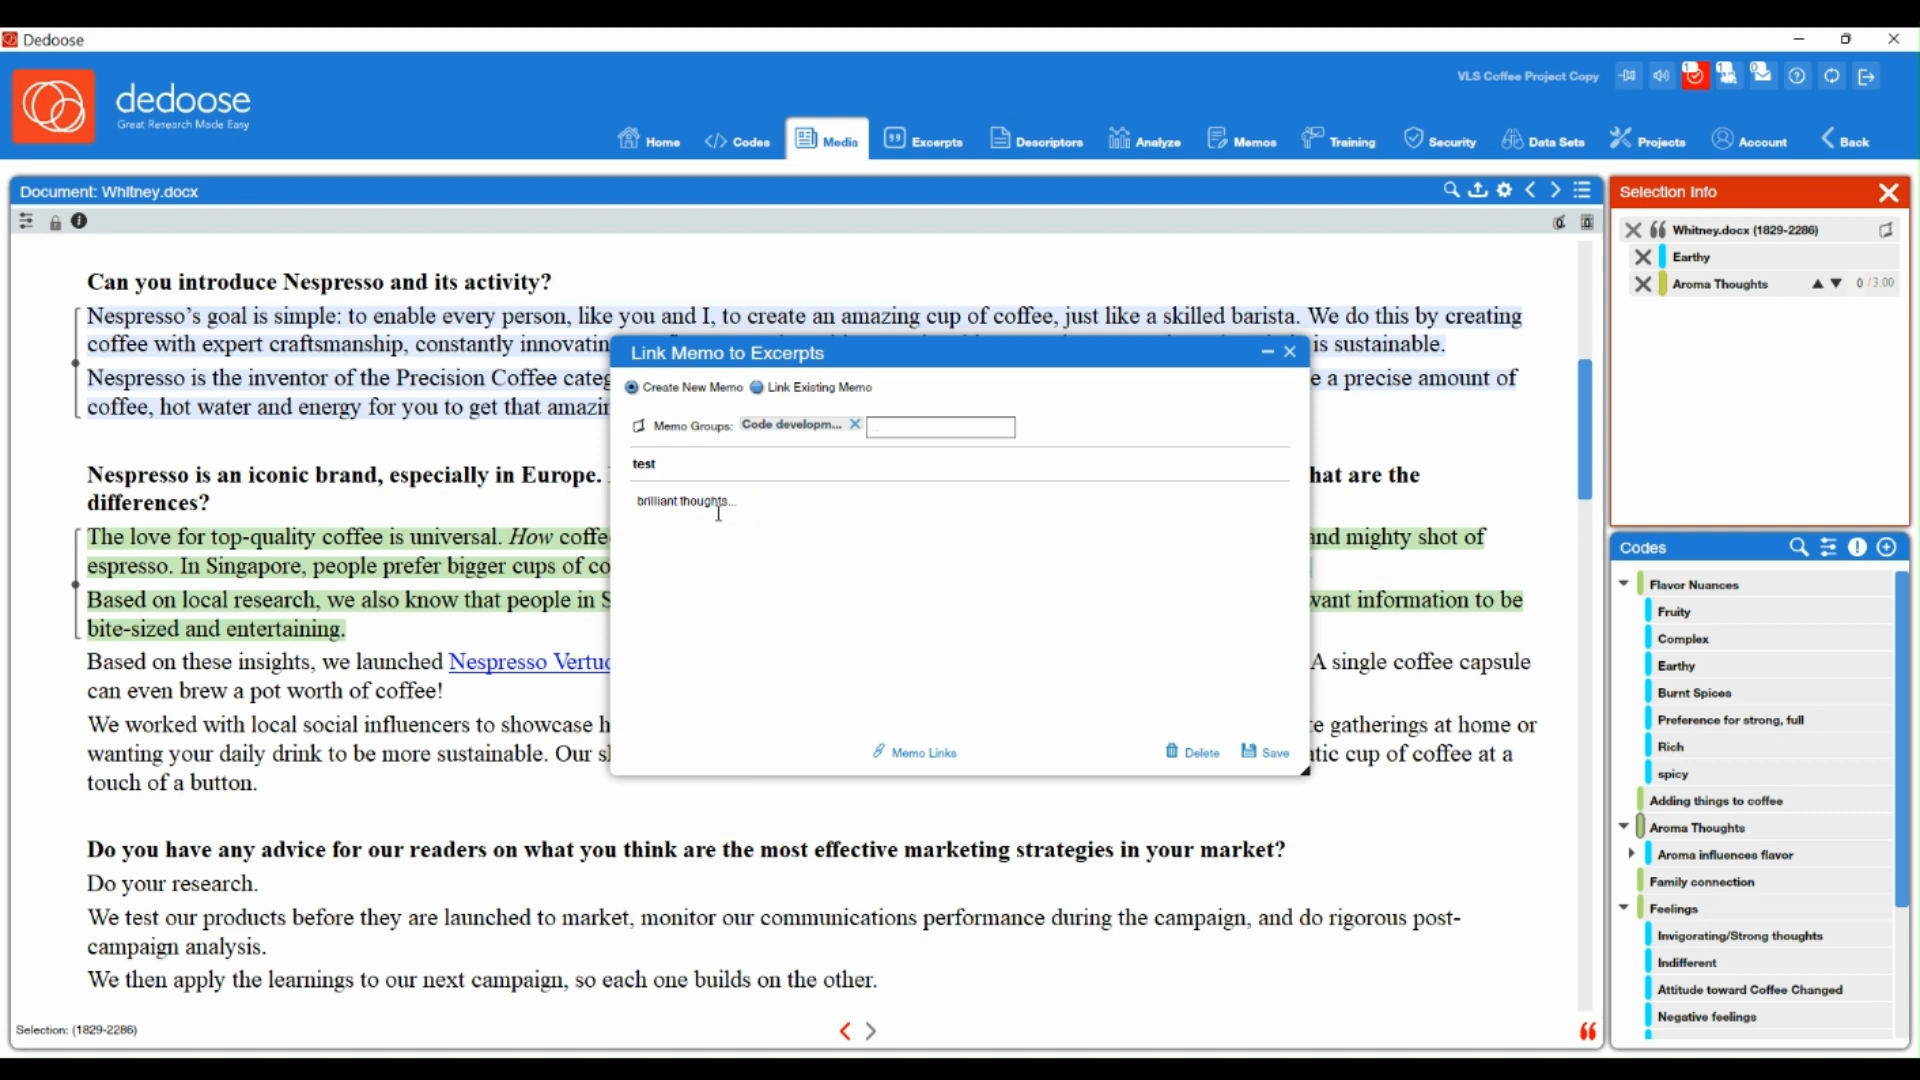 Dedoose
dedoose
Great Research Made Easy
VLS Coffee Project Copy
1
1
0
Home
Codes
Media
Excerpts
Descriptors
Analyze
Memos
Training
Security
Data Sets
Projects
Account
Back
Document: Whitney.docx
Can you introduce Nespresso and its activity?
Nespresso's goal is simple: to enable every person, like you and I, to create an amazing cup of coffee, just like a skilled barista. We do this by creating
coffee with expert craftsmanship, constantly innovatin is sustainable.
Nespresso is the inventor of the Precision Coffee categ e a precise amount of
coffee, hot water and energy for you to get that amazin
Nespresso is an iconic brand, especially in Europe. hat are the
differences?
The love for top-quality coffee is universal. How coffe and mighty shot of
espresso. In Singapore, people prefer bigger cups of co
Based on local research, we also know that people in S want information to be
bite-sized and entertaining.
Based on these insights, we launched Nespresso Vertuo A single coffee capsule
can even brew a pot worth of coffee!
We worked with local social influencers to showcase h te gatherings at home or
wanting your daily drink to be more sustainable. Our sl tic cup of coffee at a
touch of a button.
Do you have any advice for our readers on what you think are the most effective marketing strategies in your market?
Do your research.
We test our products before they are launched to market, monitor our communications performance during the campaign, and do rigorous post-
campaign analysis.
We then apply the learnings to our next campaign, so each one builds on the other.
Selection: (1829-2286)
Link Memo to Excerpts
Create New Memo
Link Existing Memo
Memo Groups: Code developm...
test
brilliant thoughts...
Memo Links
Delete
Save
Selection Info
Whitney.docx (1829-2286)
Earthy
Aroma Thoughts 0 /3.00
Codes
Flavor Nuances
Fruity
Complex
Earthy
Burnt Spices
Preference for strong, full
Rich
spicy
Adding things to coffee
Aroma Thoughts
Aroma influences flavor
Family connection
Feelings
Invigorating/Strong thoughts
Indifferent
Attitude toward Coffee Changed
Negative feelings